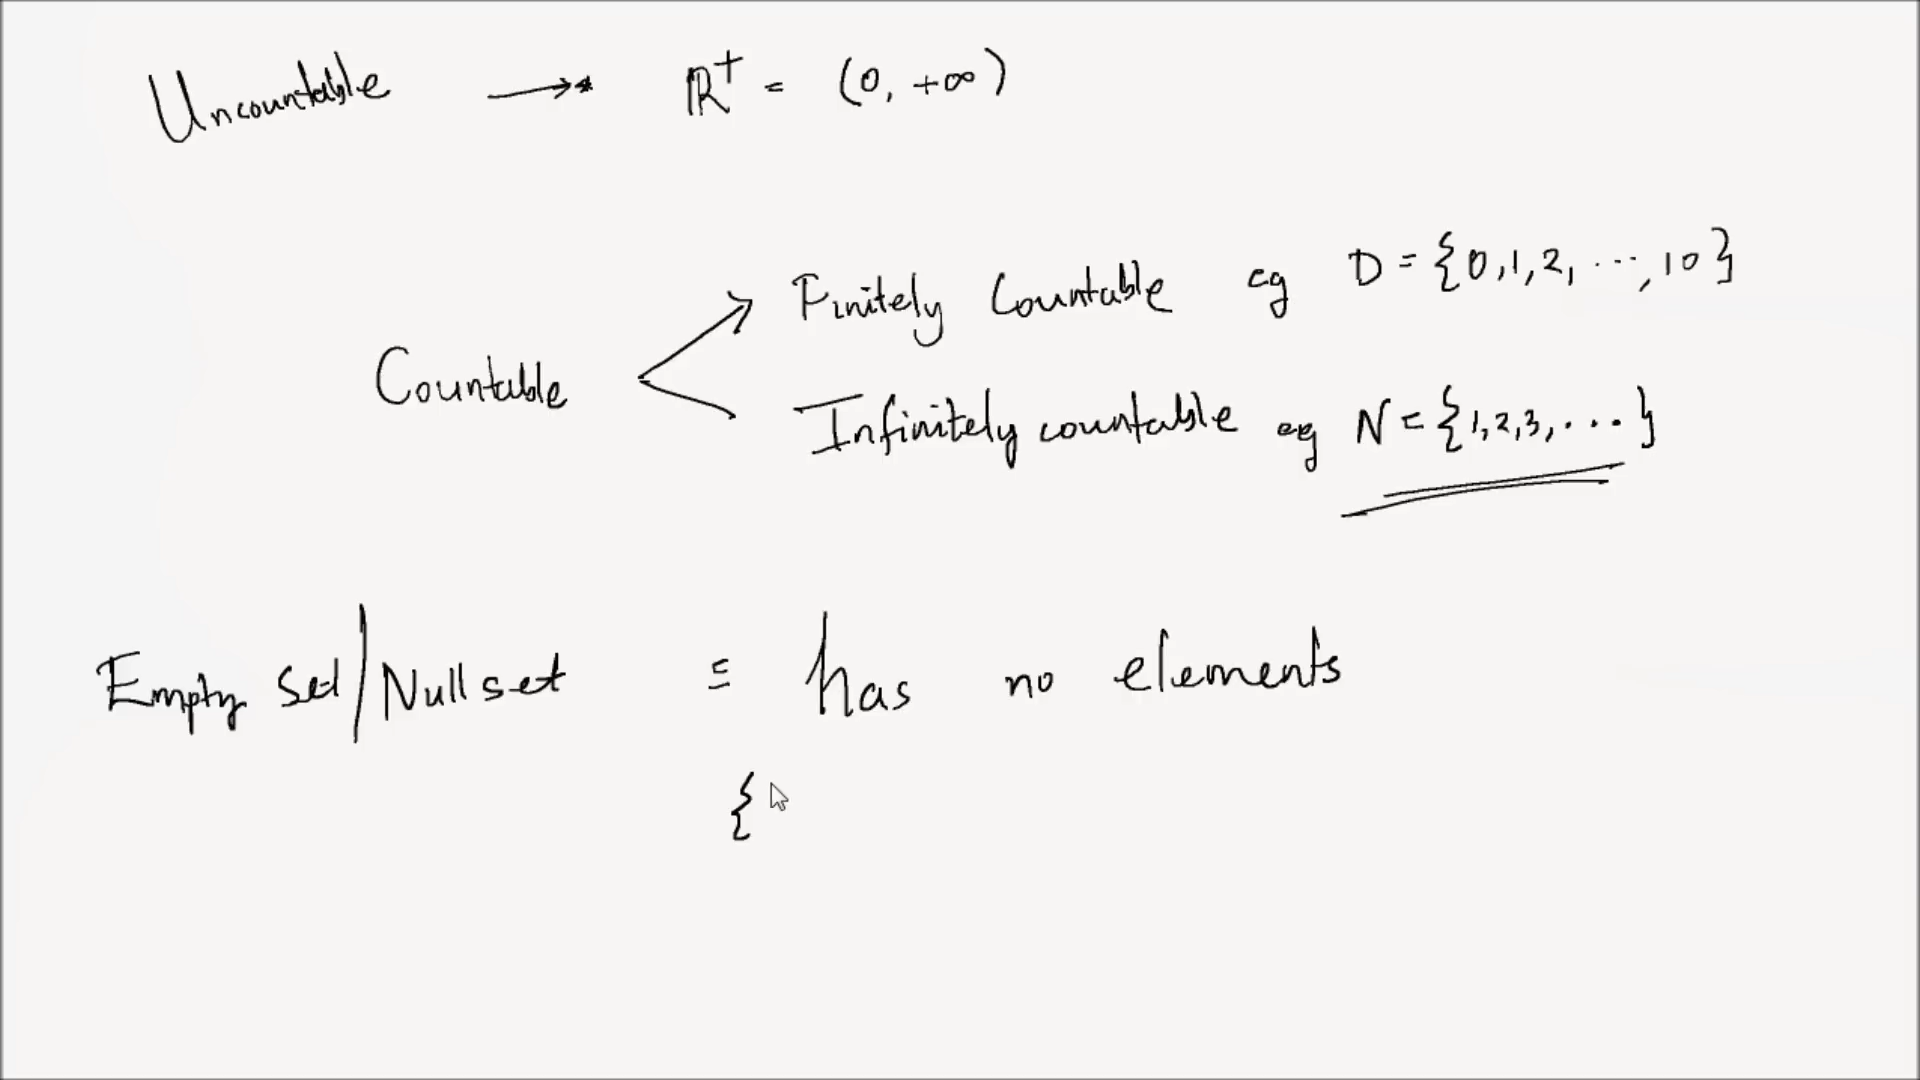 Uncountable → ℝ⁺ = (0, +∞)
Finitely Countable eg D = {0,1,2, ..., 10}
Countable
Infinitely countable eg N = {1,2,3, ...}
Empty set/Null set = has no elements
{